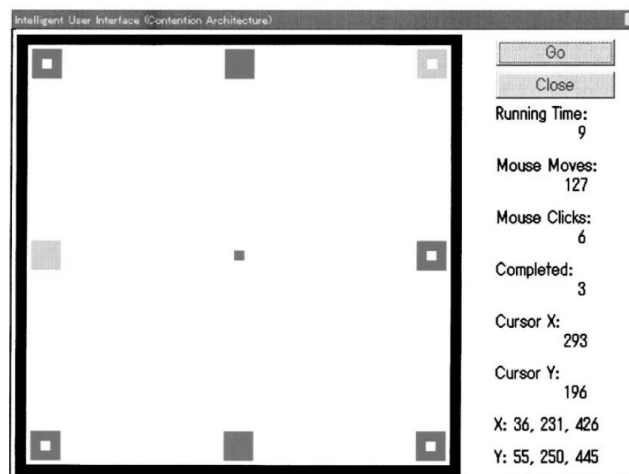 Intelligent User Interface (Contention Architecture)
Go
Close
Running Time:
9
Mouse Moves:
127
Mouse Clicks:
6
Completed:
3
Cursor X:
293
Cursor Y:
196
X: 36, 231, 426
Y: 55, 250, 445